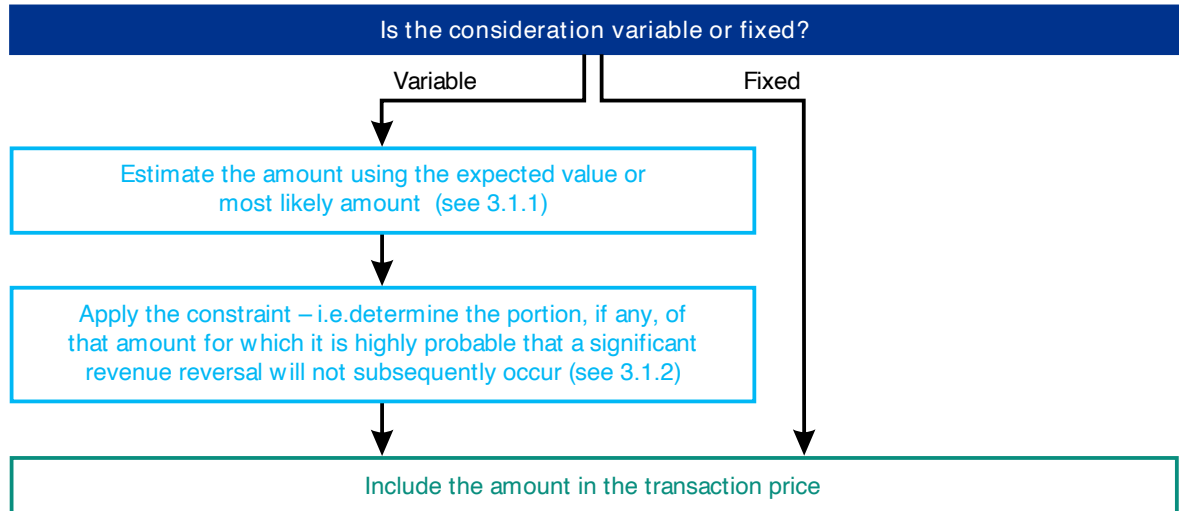 Is the consideration variable or fixed?
Variable
Fixed
Estimate the amount using the expected value or
most likely amount (see 3.1.1)
Apply the constraint – i.e.determine the portion, if any, of
that amount for which it is highly probable that a significant
revenue reversal will not subsequently occur (see 3.1.2)
Include the amount in the transaction price